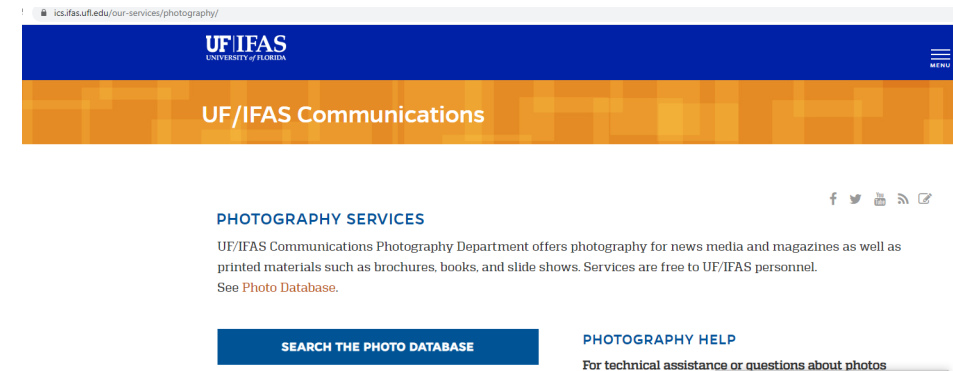 ics.ifas.ufl.edu/our-services/photography/
UF|IFAS
UNIVERSITY of FLORIDA
MENU
UF/IFAS Communications
PHOTOGRAPHY SERVICES
UF/IFAS Communications Photography Department offers photography for news media and magazines as well as
printed materials such as brochures, books, and slide shows. Services are free to UF/IFAS personnel.
See Photo Database.
SEARCH THE PHOTO DATABASE
PHOTOGRAPHY HELP
For technical assistance or questions about photos